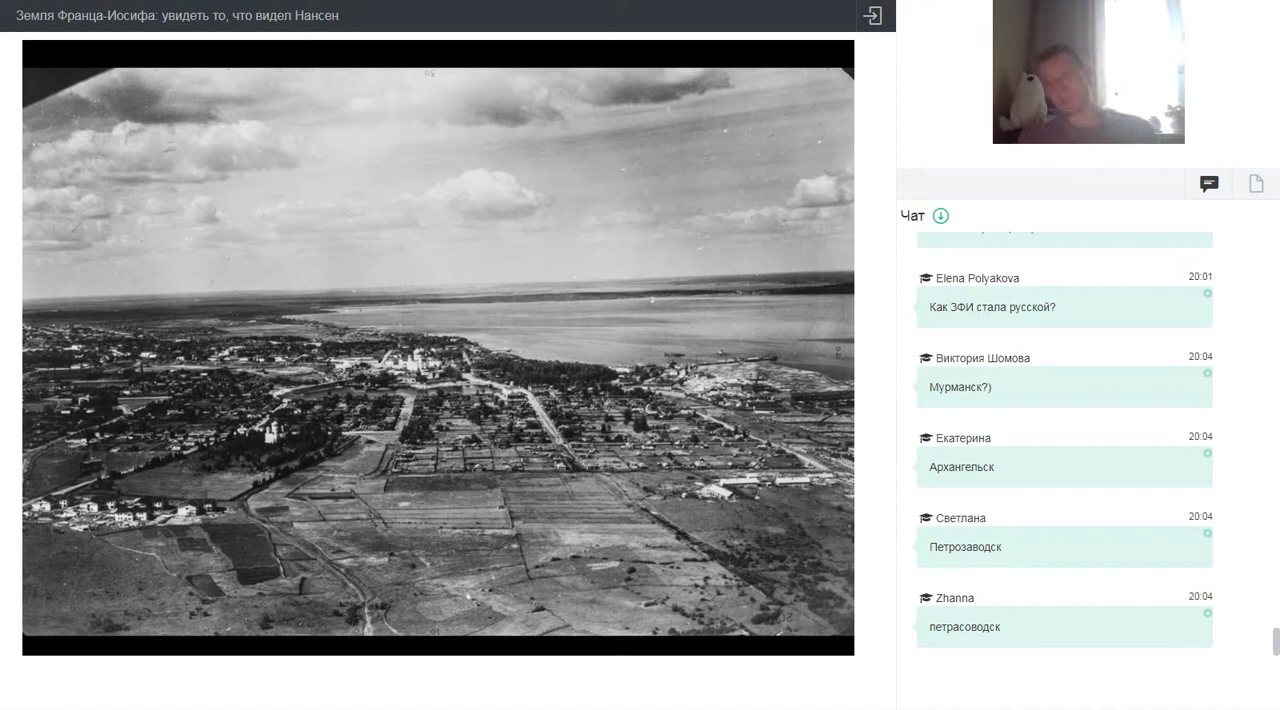 Земля Франца-Иосифа: увидеть то, что видел Нансен
Чат
Elena Polyakova 20:01
Как ЗФИ стала русской?
Виктория Шомова 20:04
Мурманск?)
Екатерина 20:04
Архангельск
Светлана 20:04
Петрозаводск
Zhanna 20:04
петрасоводск